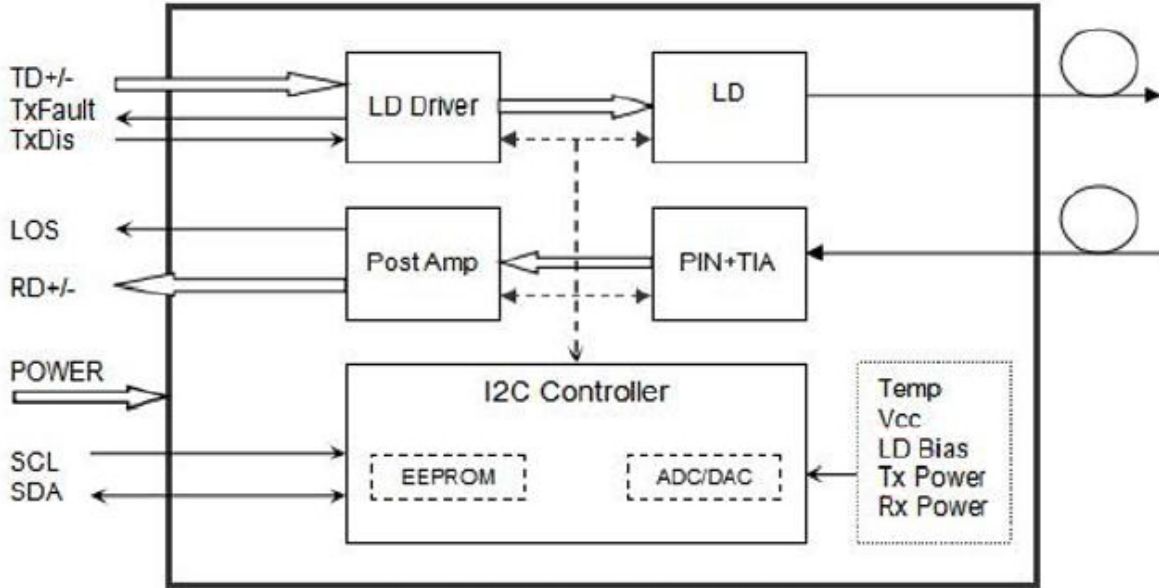 TD+/-
TxFault
TxDis
LD Driver
LD
LOS
RD+/-
Post Amp
PIN+TIA
POWER
SCL
SDA
I2C Controller
EEPROM
ADC/DAC
Temp
Vcc
LD Bias
Tx Power
Rx Power